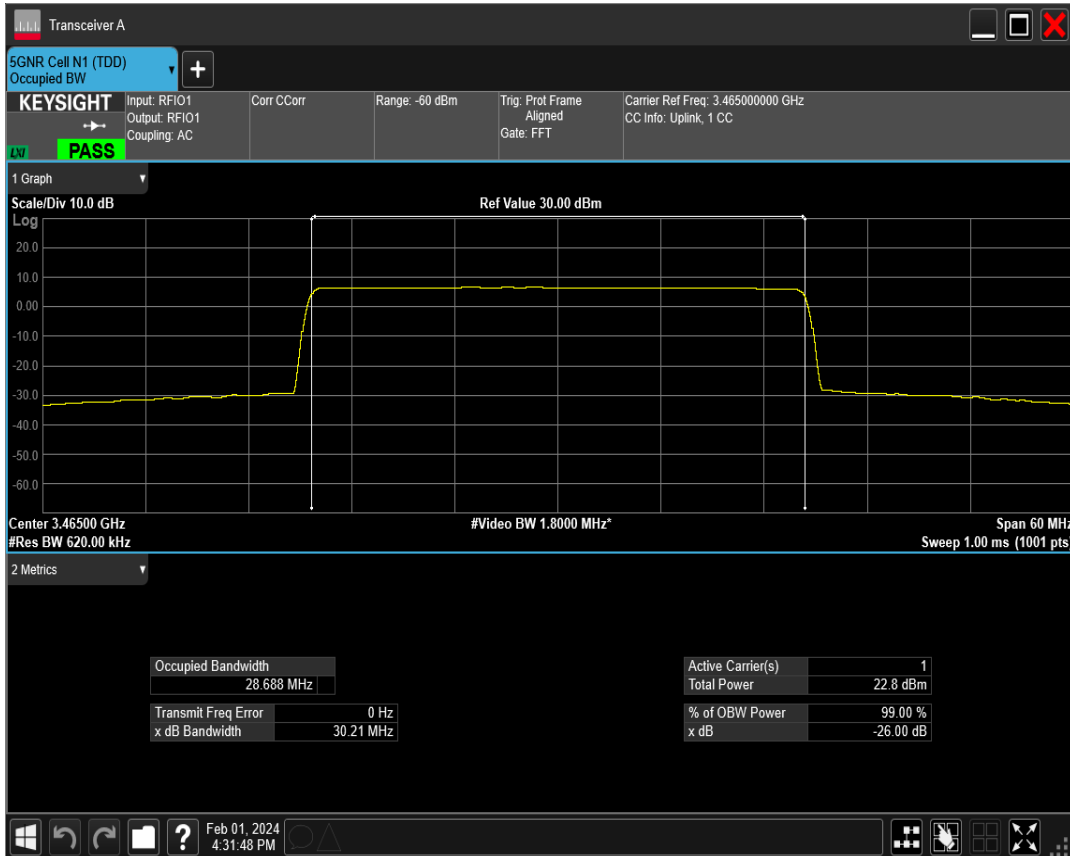 Transceiver A
5GNR Cell N1 (TDD)
Occupied BW
+
KEYSIGHT
LXI
PASS
Input: RFIO1
Output: RFIO1
Coupling: AC
Corr CCorr
Range: -60 dBm
Trig: Prot Frame
Aligned
Gate: FFT
Carrier Ref Freq: 3.465000000 GHz
CC Info: Uplink, 1 CC
1 Graph
Scale/Div 10.0 dB
Ref Value 30.00 dBm
Log
20.0
10.0
0.00
-10.0
-20.0
-30.0
-40.0
-50.0
-60.0
Center 3.46500 GHz
#Video BW 1.8000 MHz*
Span 60 MHz
#Res BW 620.00 kHz
Sweep 1.00 ms (1001 pts)
2 Metrics
Occupied Bandwidth
28.688 MHz
Transmit Freq Error 0 Hz
x dB Bandwidth 30.21 MHz
Active Carrier(s) 1
Total Power 22.8 dBm
% of OBW Power 99.00 %
x dB -26.00 dB
?
Feb 01, 2024
4:31:48 PM